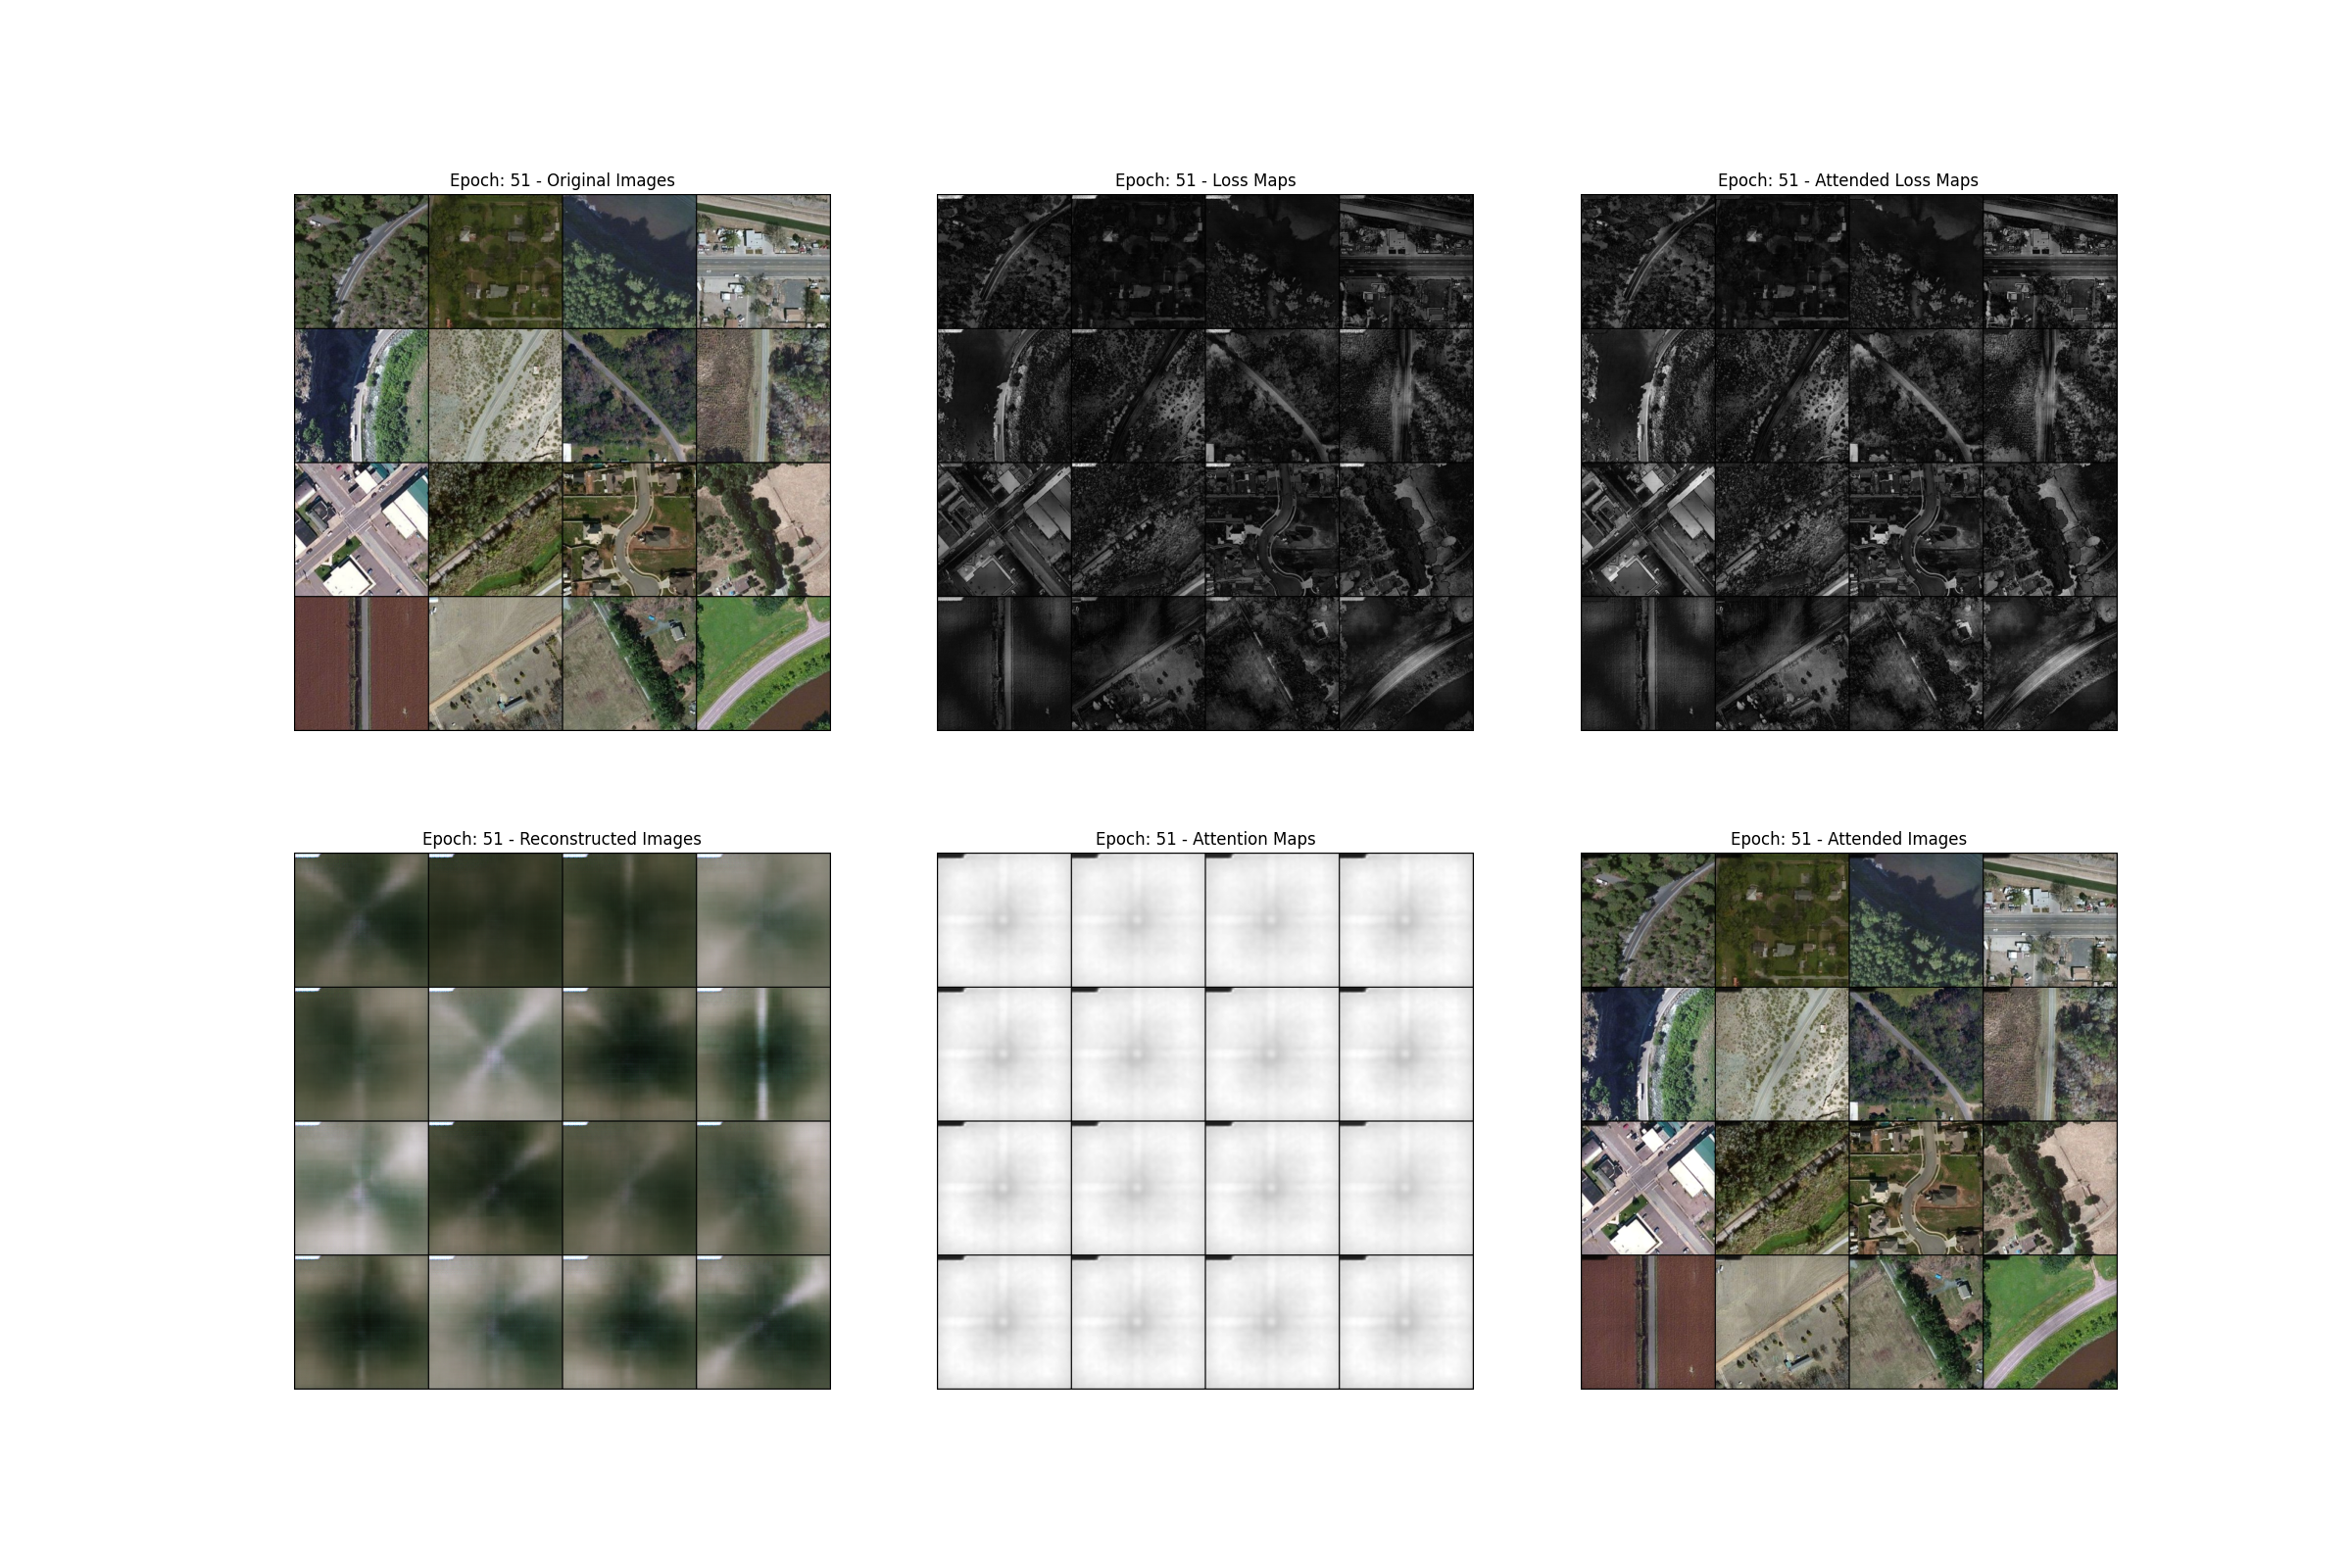 Epoch: 51 - Original Images
Epoch: 51 - Loss Maps
Epoch: 51 - Attended Loss Maps
Epoch: 51 - Reconstructed Images
Epoch: 51 - Attention Maps
Epoch: 51 - Attended Images